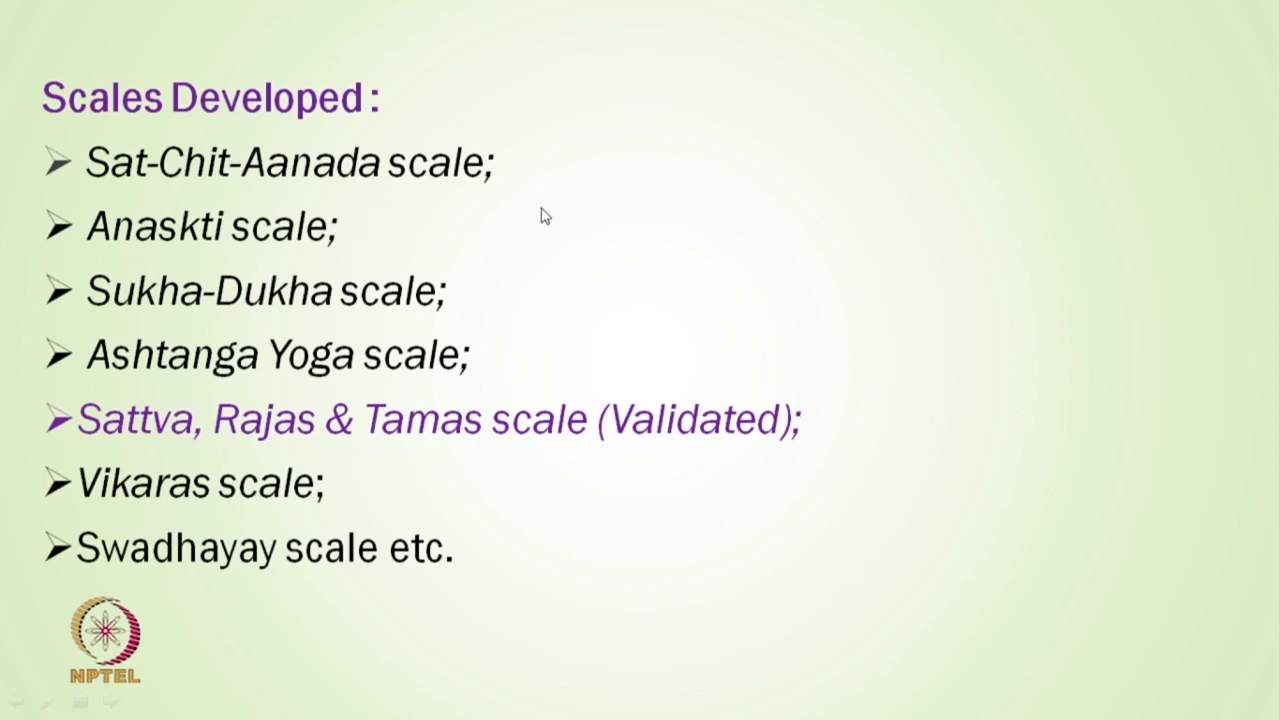 Scales Developed :
➢ Sat-Chit-Aanada scale;
➢ Anaskti scale;
➢ Sukha-Dukha scale;
➢ Ashtanga Yoga scale;
➢Sattva, Rajas & Tamas scale (Validated);
➢Vikaras scale;
➢Swadhayay scale etc.
NPTEL